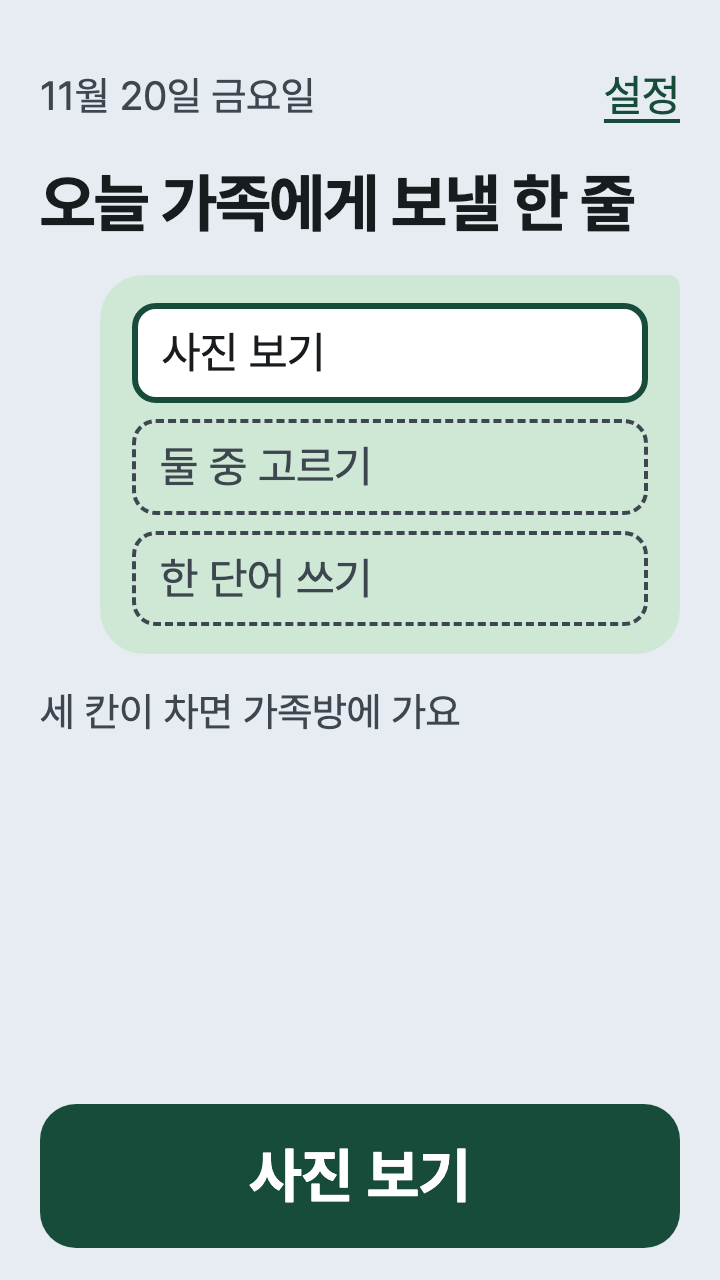 11월 20일 금요일
설정
오늘 가족에게 보낼 한 줄
사진 보기
둘 중 고르기
한 단어 쓰기
세 칸이 차면 가족방에 가요
사진 보기